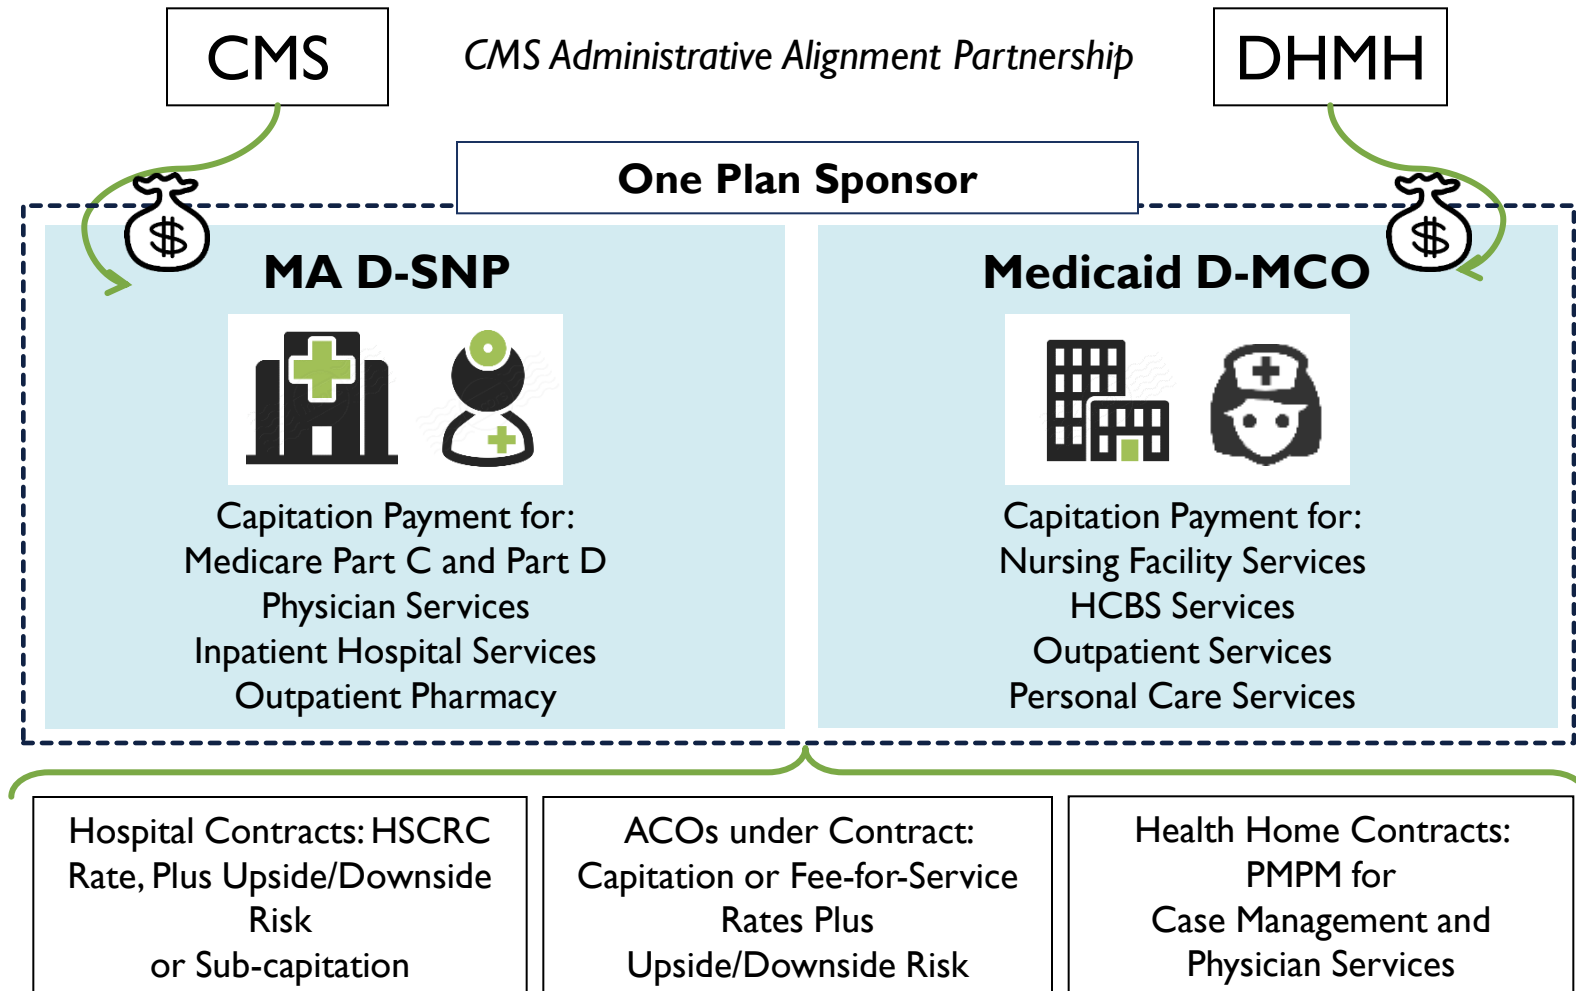 CMS
CMS Administrative Alignment Partnership
DHMH
One Plan Sponsor
$
$
MA D-SNP
Capitation Payment for:
Medicare Part C and Part D
Physician Services
Inpatient Hospital Services
Outpatient Pharmacy
Medicaid D-MCO
Capitation Payment for:
Nursing Facility Services
HCBS Services
Outpatient Services
Personal Care Services
Hospital Contracts: HSCRC
Rate, Plus Upside/Downside
Risk
or Sub-capitation
ACOs under Contract:
Capitation or Fee-for-Service
Rates Plus
Upside/Downside Risk
Health Home Contracts:
PMPM for
Case Management and
Physician Services